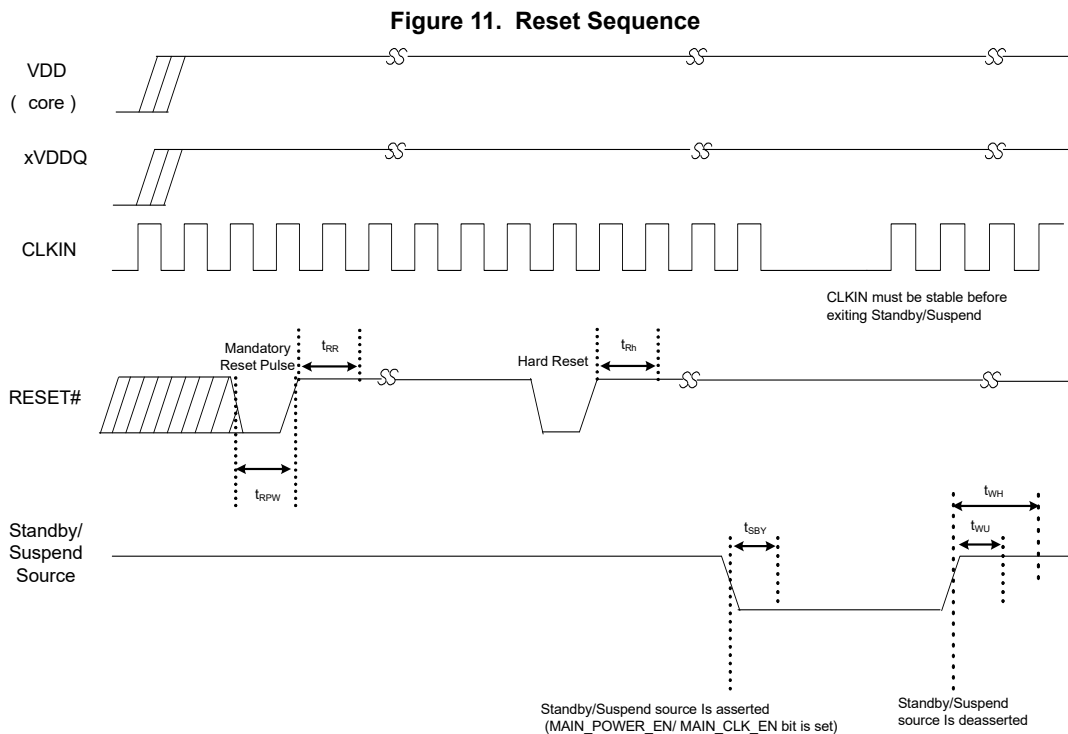 Figure 11. Reset Sequence
VDD
( core )
xVDDQ
CLKIN
CLKIN must be stable before
exiting Standby/Suspend
Mandatory
Reset Pulse
tRR
Hard Reset
tRh
RESET#
tRPW
tWH
tSBY
tWU
Standby/
Suspend
Source
Standby/Suspend source Is asserted
(MAIN_POWER_EN/ MAIN_CLK_EN bit is set)
Standby/Suspend
source Is deasserted